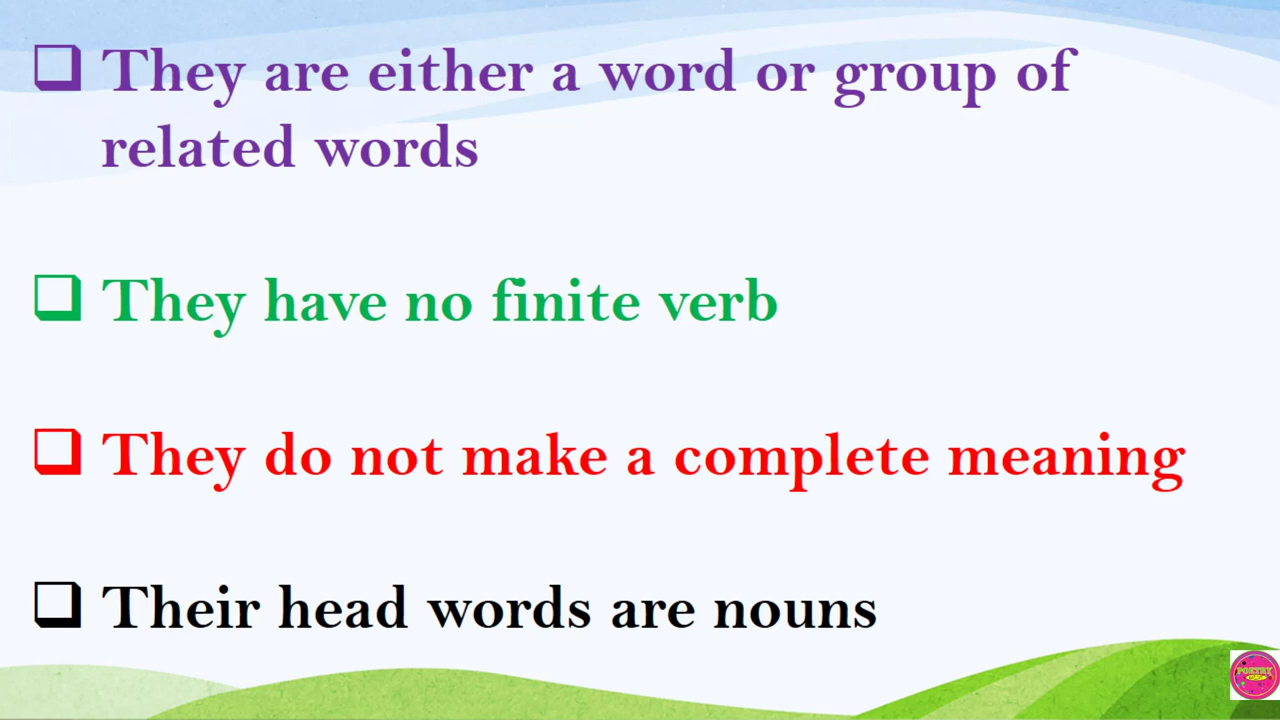 They are either a word or group of
related words
They have no finite verb
They do not make a complete meaning
Their head words are nouns
POETRY